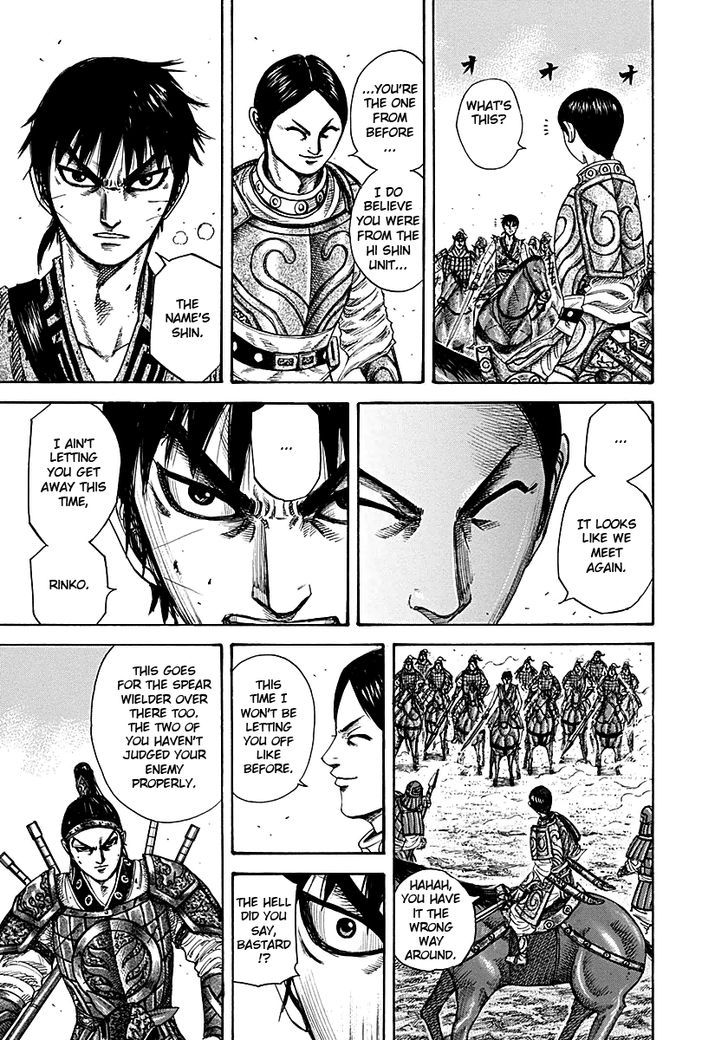 オ
オ
オ
WHAT'S
THIS?
...YOU'RE
THE ONE
FROM
BEFORE
...
I DO
BELIEVE
YOU WERE
FROM THE
HI SHIN
UNIT...
THE
NAME'S
SHIN.
...
IT LOOKS
LIKE WE
MEET
AGAIN.
...
I AIN'T
LETTING
YOU GET
AWAY THIS
TIME,
RINKO.
HAHAH,
YOU HAVE
IT THE
WRONG
WAY
AROUND.
THIS
TIME I
WON'T BE
LETTING
YOU OFF
LIKE
BEFORE.
THE HELL
DID YOU
SAY,
BASTARD
!?
THIS GOES
FOR THE SPEAR
WIELDER OVER
THERE TOO.
THE TWO OF
YOU HAVEN'T
JUDGED YOUR
ENEMY
PROPERLY.